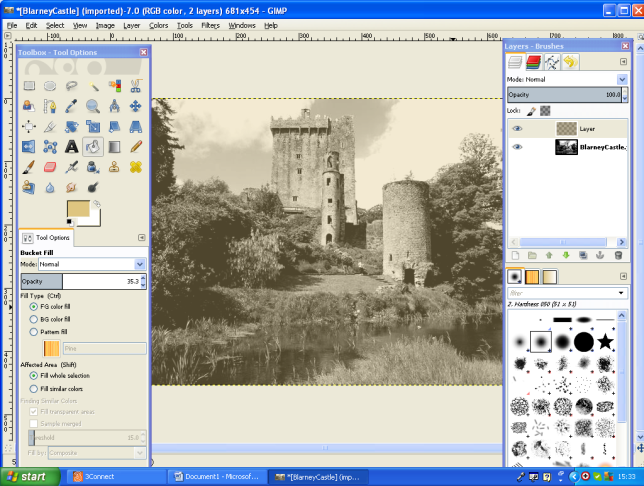 *[BlarneyCastle] (imported)-7.0 (RGB color, 2 layers) 681x454 – GIMP
File Edit Select View Image Layer Colors Tools Filters Windows Help
Toolbox - Tool Options
Tool Options
Bucket Fill
Mode: Normal
Opacity 35.3
Fill Type (Ctrl)
FG color fill
BG color fill
Pattern fill
Pine
Affected Area (Shift)
Fill whole selection
Fill similar colors
Finding Similar Colors
Fill transparent areas
Sample merged
Threshold 15.0
Fill by: Composite
Layers - Brushes
Mode: Normal
Opacity 100.0
Lock:
Layer
BlarneyCastle.
filter
2. Hardness 050 (51 x 51)
start
3Connect
Document1 - Microsof...
*[BlarneyCastle] (imp...
15:33